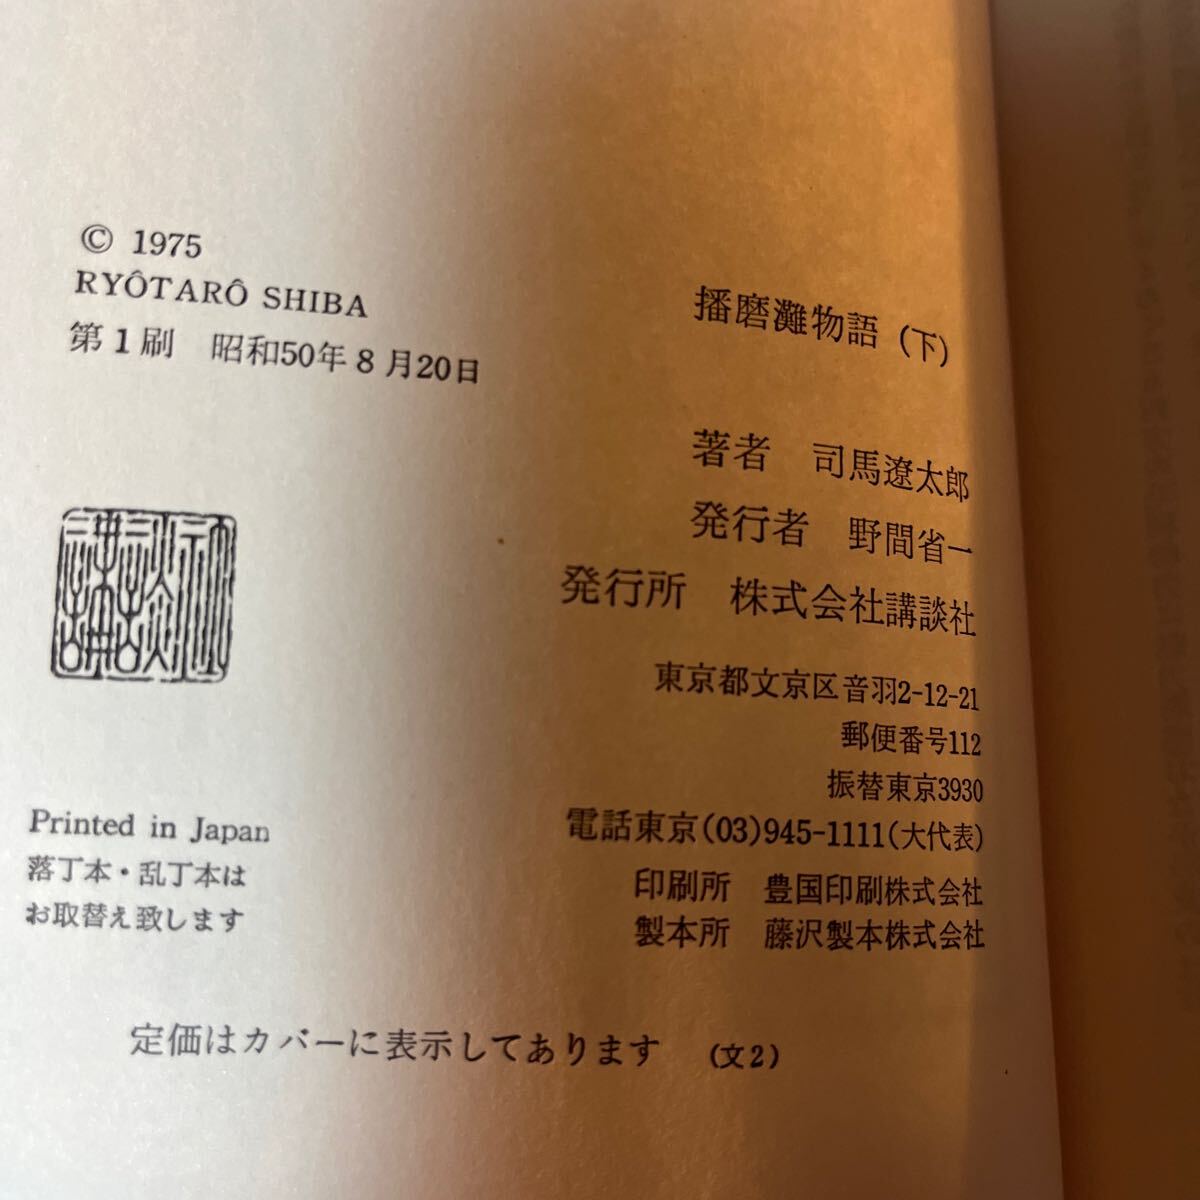 © 1975
RYÔTARÔ SHIBA
第1刷 昭和50年8月20日
播磨灘物語（下）
著者 司馬遼太郎
発行者 野間省一
発行所 株式会社講談社
東京都文京区音羽2-12-21
郵便番号112
振替東京3930
電話東京(03)945-1111(大代表)
印刷所 豊国印刷株式会社
製本所 藤沢製本株式会社
講談社
Printed in Japan
落丁本・乱丁本は
お取替え致します
定価はカバーに表示してあります (文2)